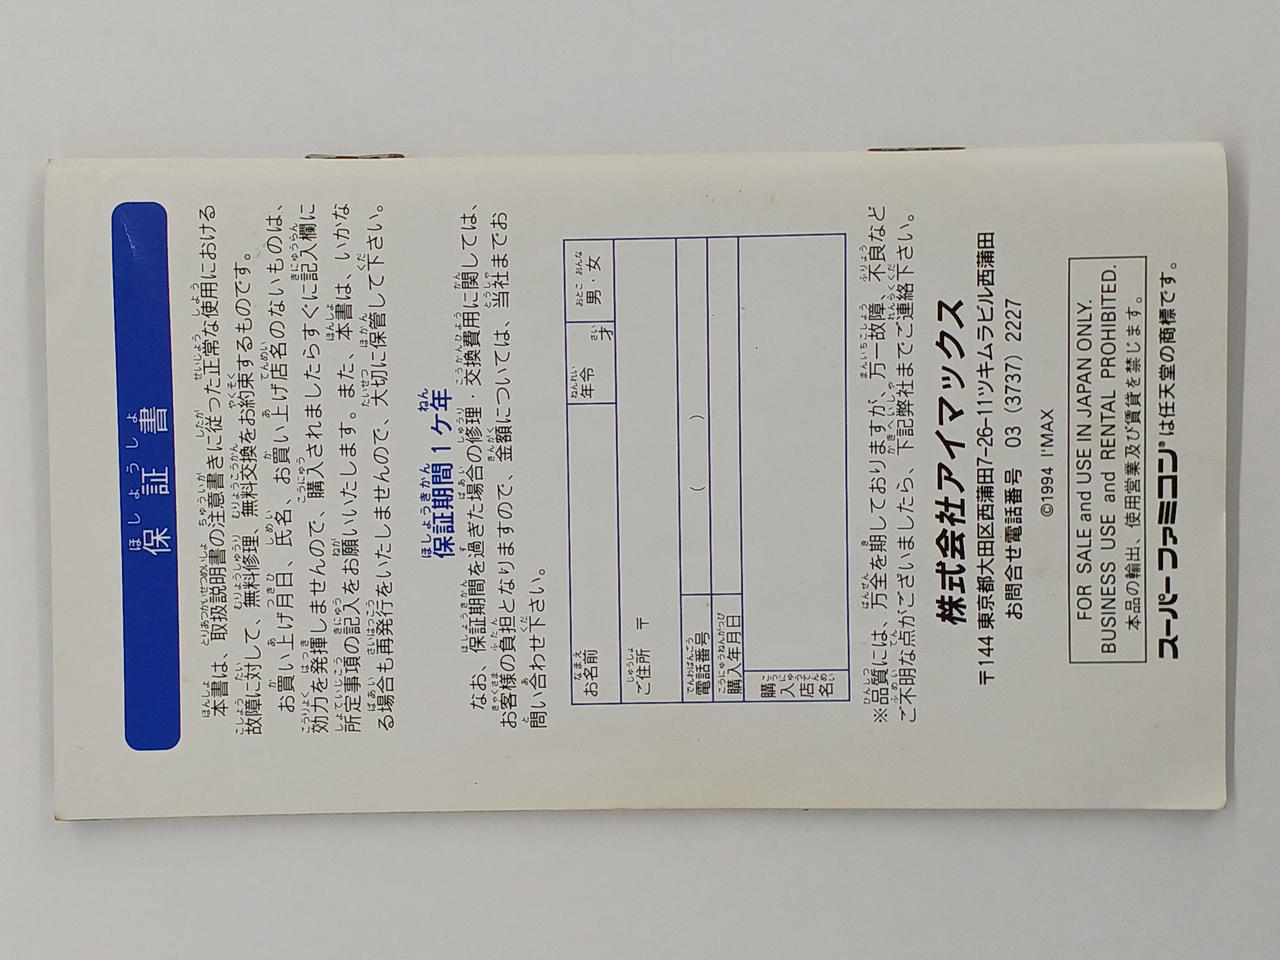 保証書
本書は、取扱説明書の注意書きに従った正常な使用における
故障に対して、無料修理、無料交換をお約束するものです。
お買い上げ月日、氏名、お買い上げ店名のないものは、
効力を発揮しませんので、購入されましたらすぐに記入欄に
所定事項の記入をお願いいたします。また、本書は、いかな
る場合も再発行をいたしませんので、大切に保管して下さい。
保証期間1ヶ年
なお、保証期間を過ぎた場合の修理・交換費用に関しては、
お客様の負担となりますので、金額については、当社までお
問い合わせ下さい。
お名前 年令 才 男・女
ご住所 〒
電話番号 ( )
購入年月日
購入店名
※品質には、万全を期しておりますが、万一故障、不良など
ご不明な点がございましたら、下記弊社までご連絡下さい。
株式会社アイマックス
〒144 東京都大田区西蒲田7-26-11ツキムラビル西蒲田
お問合せ電話番号 03 (3737) 2227
©1994 I'MAX
FOR SALE and USE IN JAPAN ONLY.
BUSINESS USE and RENTAL PROHIBITED.
本品の輸出、使用営業及び賃貸を禁じます。
スーパーファミコン®は任天堂の商標です。